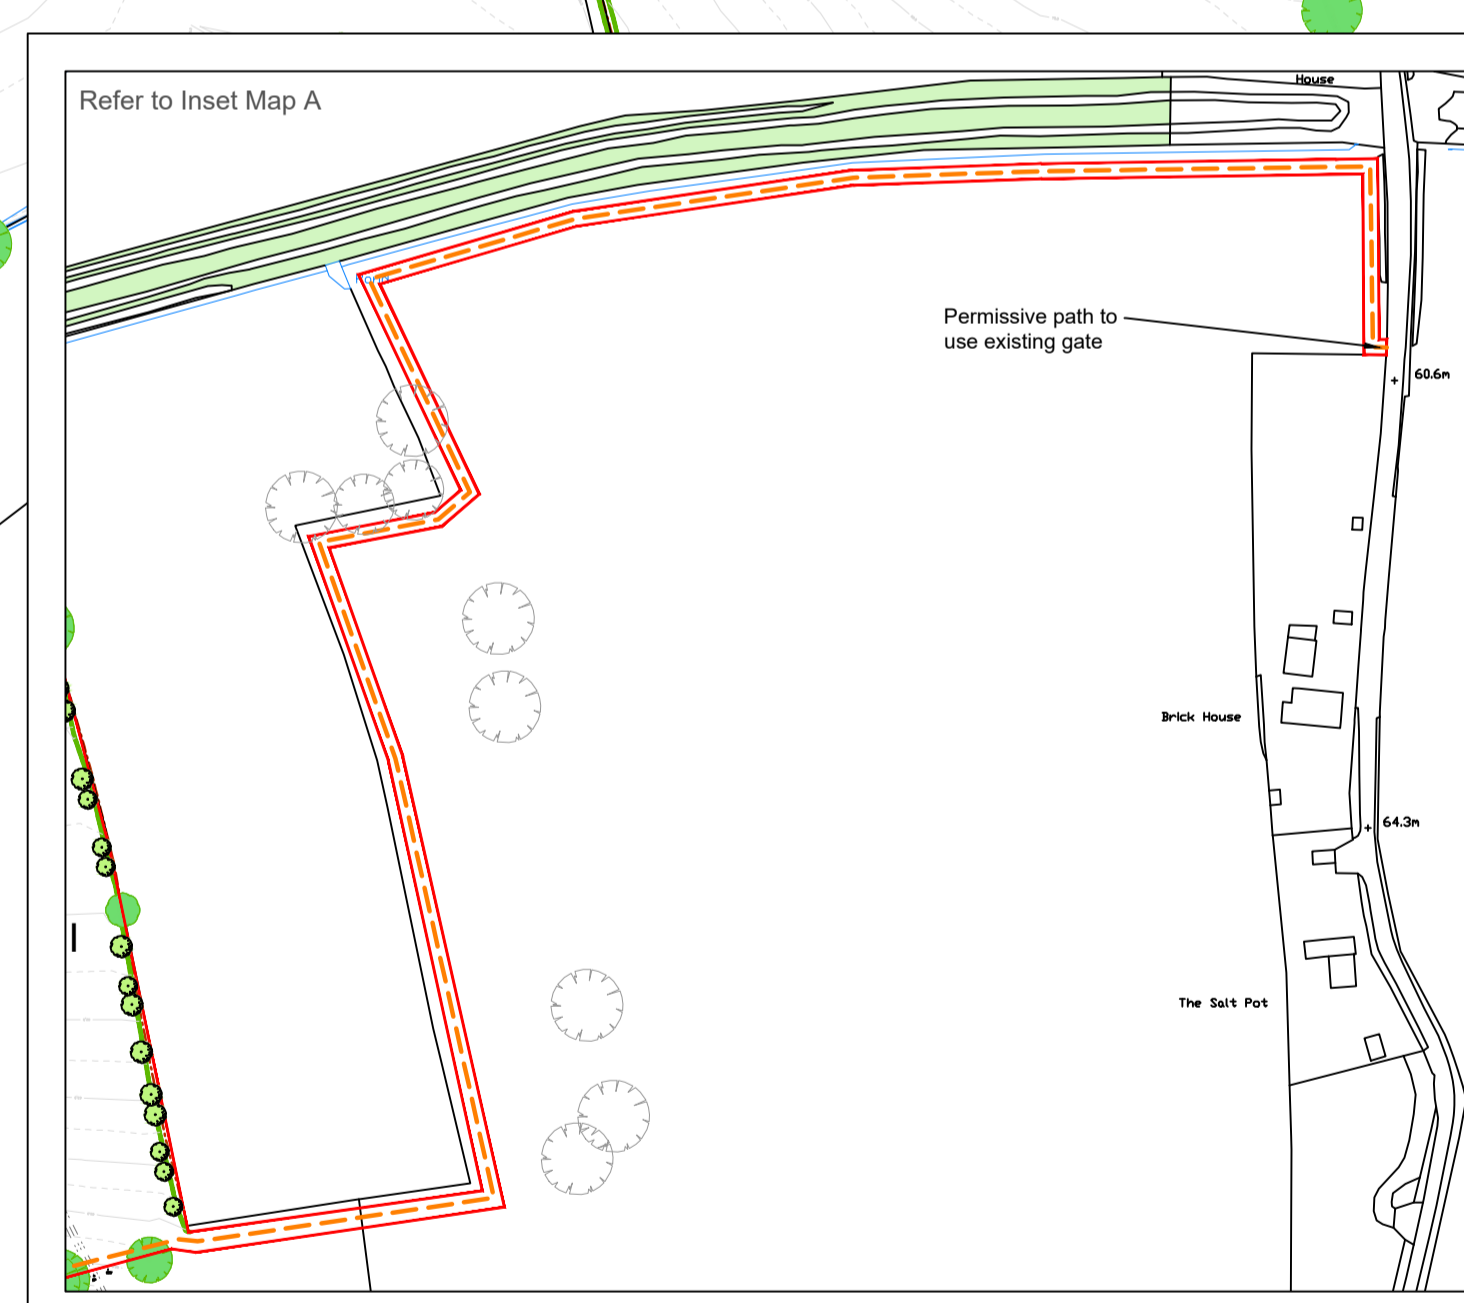 House
Refer to Inset Map A
Permissive path to
use existing gate
60.6m
Brick House
64.3m
The Salt Pot